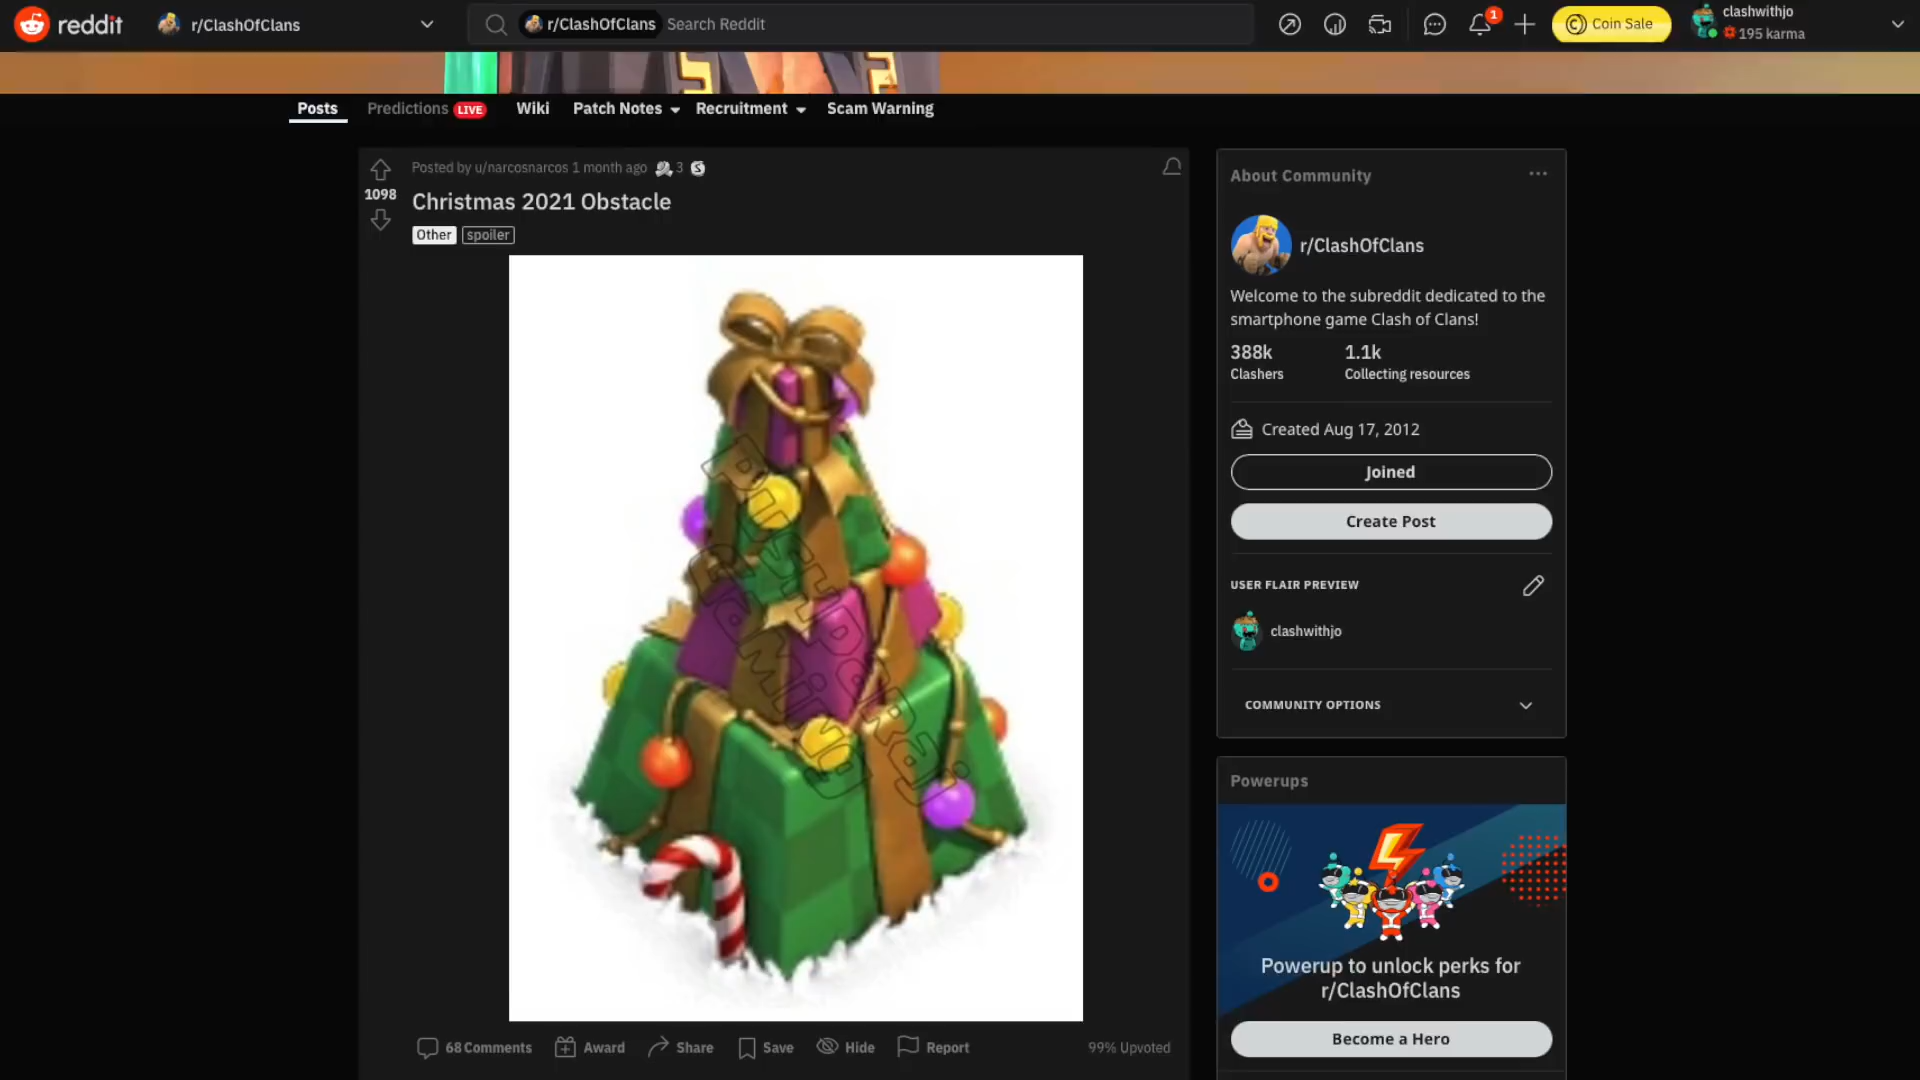 reddit
r/ClashOfClans
r/ClashOfClans Search Reddit
1
Coin Sale
clashwithjo
195 karma
Posts
Predictions LIVE
Wiki
Patch Notes
Recruitment
Scam Warning
Posted by u/narcosnarcos 1 month ago 3 S
1098
Christmas 2021 Obstacle
Other spoiler
68 Comments
Award
Share
Save
Hide
Report
99% Upvoted
About Community
r/ClashOfClans
Welcome to the subreddit dedicated to the
smartphone game Clash of Clans!
388k 1.1k
Clashers Collecting resources
Created Aug 17, 2012
Joined
Create Post
USER FLAIR PREVIEW
clashwithjo
COMMUNITY OPTIONS
Powerups
Powerup to unlock perks for
r/ClashOfClans
Become a Hero